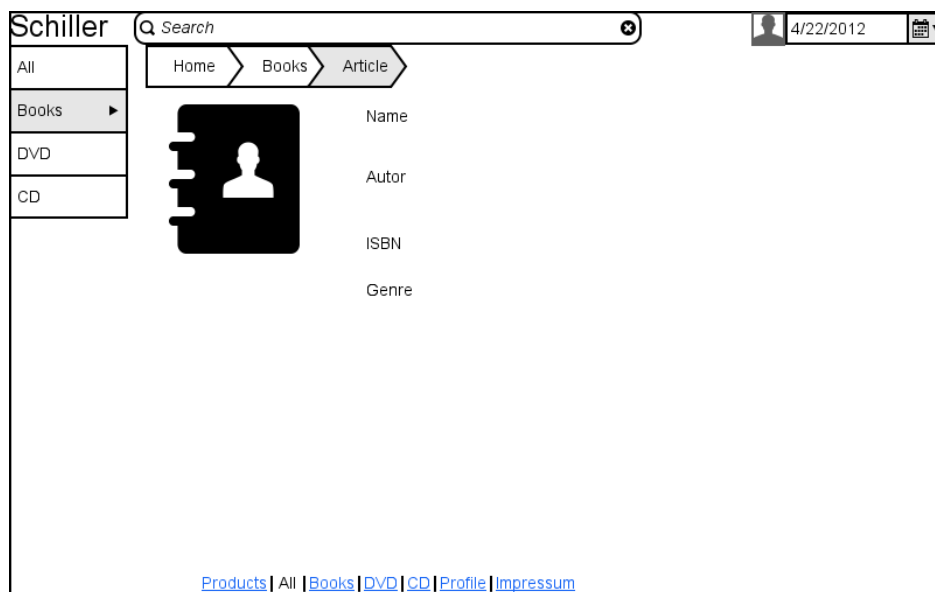 Schiller
Search
4/22/2012
All
Books
DVD
CD
Home Books Article
Name
Autor
ISBN
Genre
Products | All | Books | DVD | CD | Profile | Impressum